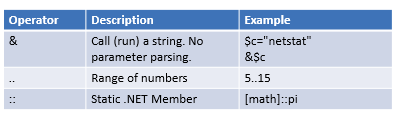 Operator Description Example
& Call (run) a string. No $c="netstat"
parameter parsing. &$c
.. Range of numbers 5..15
:: Static .NET Member [math]::pi